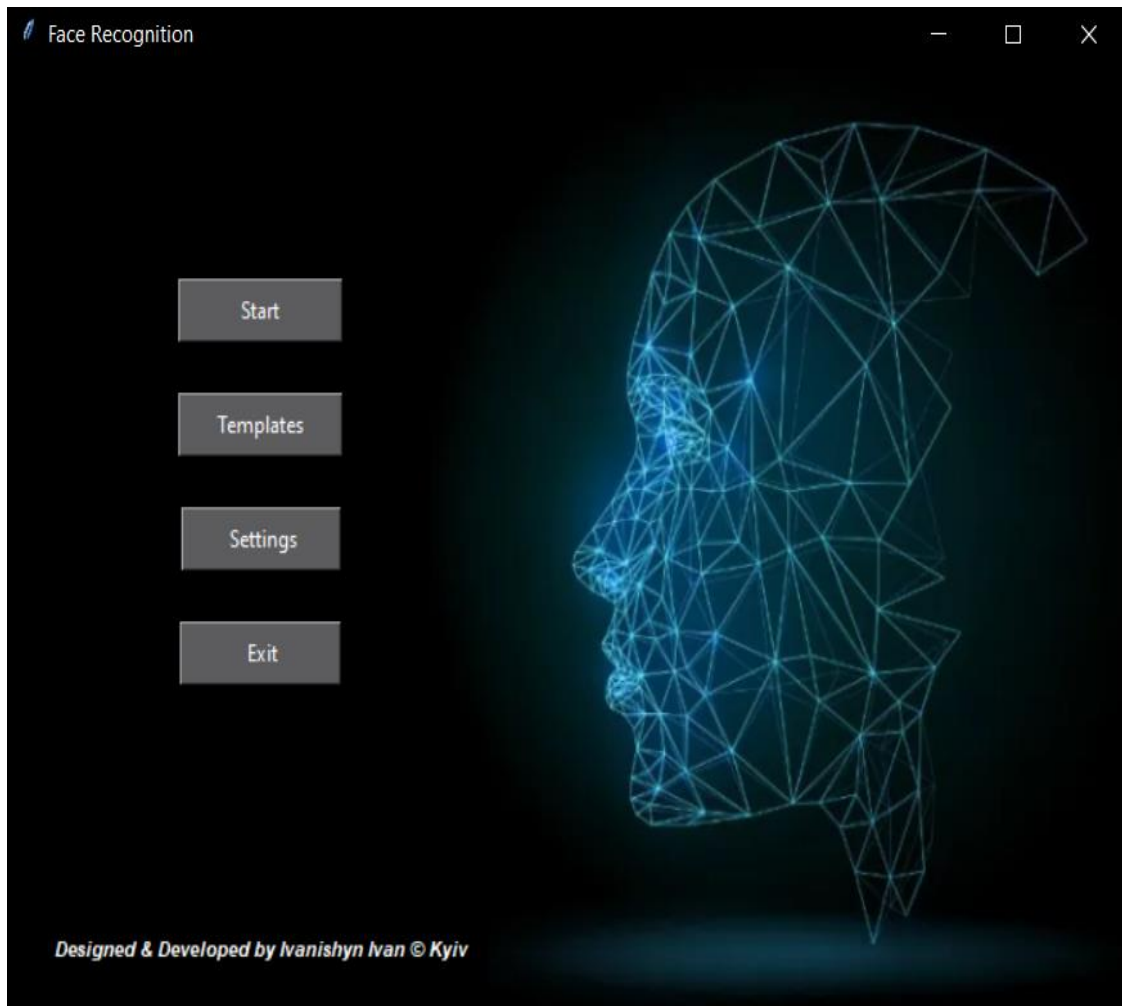 Face Recognition
Start
Templates
Settings
Exit
Designed & Developed by Ivanishyn Ivan © Kyiv